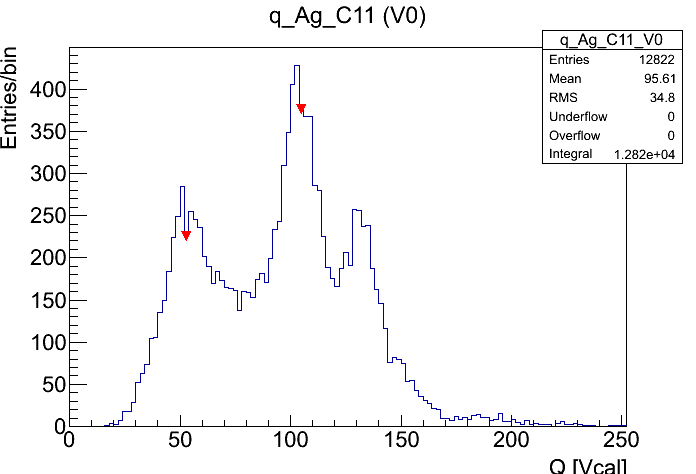 q_Ag_C11 (V0)
q_Ag_C11_V0
Entries 12822
Mean 95.61
RMS 34.8
Underflow 0
Overflow 0
Integral 1.282e+04
Entries/bin
400
350
300
250
200
150
100
50
0
0 50 100 150 200 250
Q [Vcal]